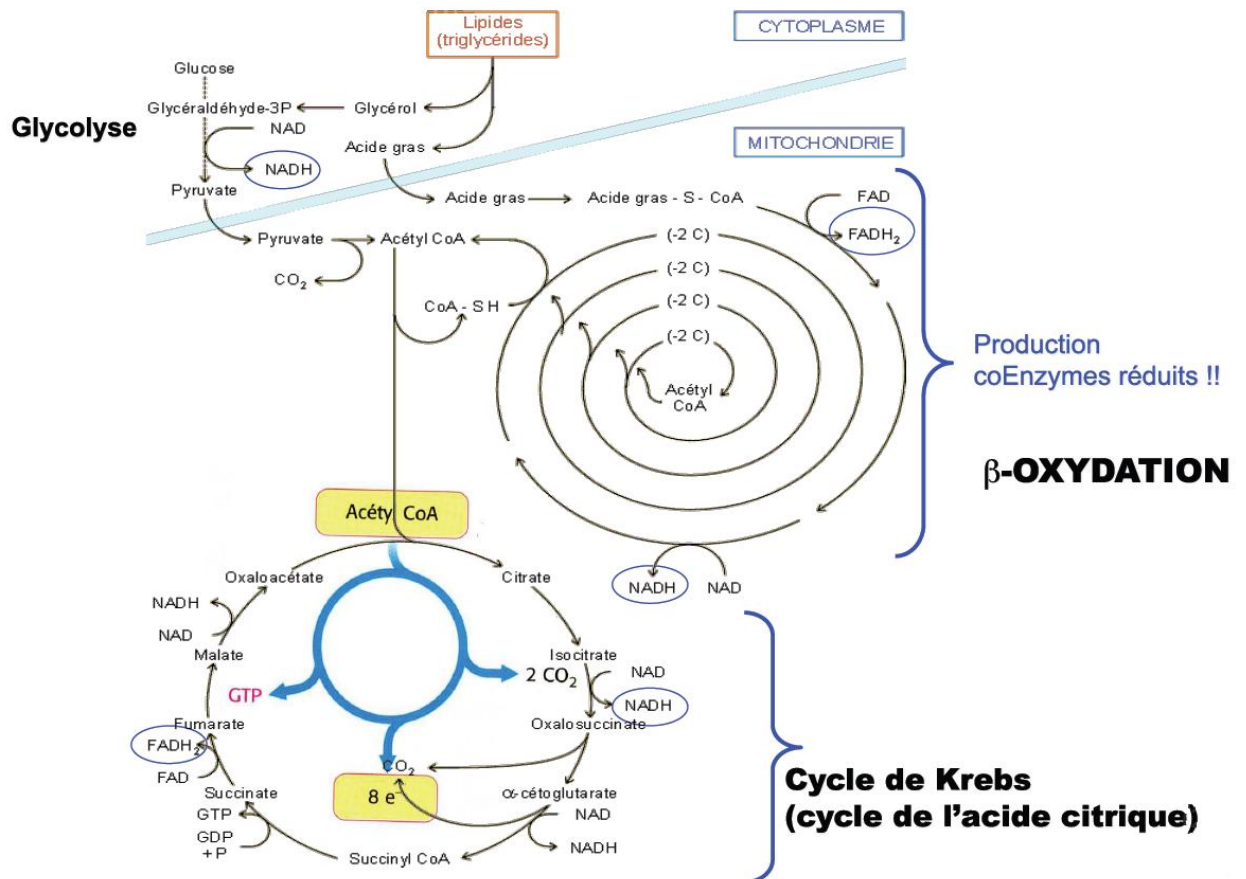 Lipides
(triglycérides)
CYTOPLASME
Glucose
Glycéraldéhyde-3P
Glycérol
Glycolyse
NAD
Acide gras
MITOCHONDRIE
NADH
Pyruvate
Acide gras
Acide gras - S - CoA
FAD
FADH₂
Pyruvate
Acétyl CoA
(-2 C)
CO₂
(-2 C)
CoA - SH
(-2 C)
(-2 C)
Acétyl
CoA
Production
coEnzymes réduits !!
β-OXYDATION
Acétyl CoA
Oxaloacétate
Citrate
NADH
NAD
NADH
NAD
Malate
Isocitrate
2 CO₂
NAD
GTP
NADH
Fumarate
Oxalosuccinate
FADH₂
CO₂
FAD
8 e⁻
Succinate
α-cétoglutarate
Cycle de Krebs
(cycle de l'acide citrique)
GTP
NAD
GDP
+ P
NADH
Succinyl CoA